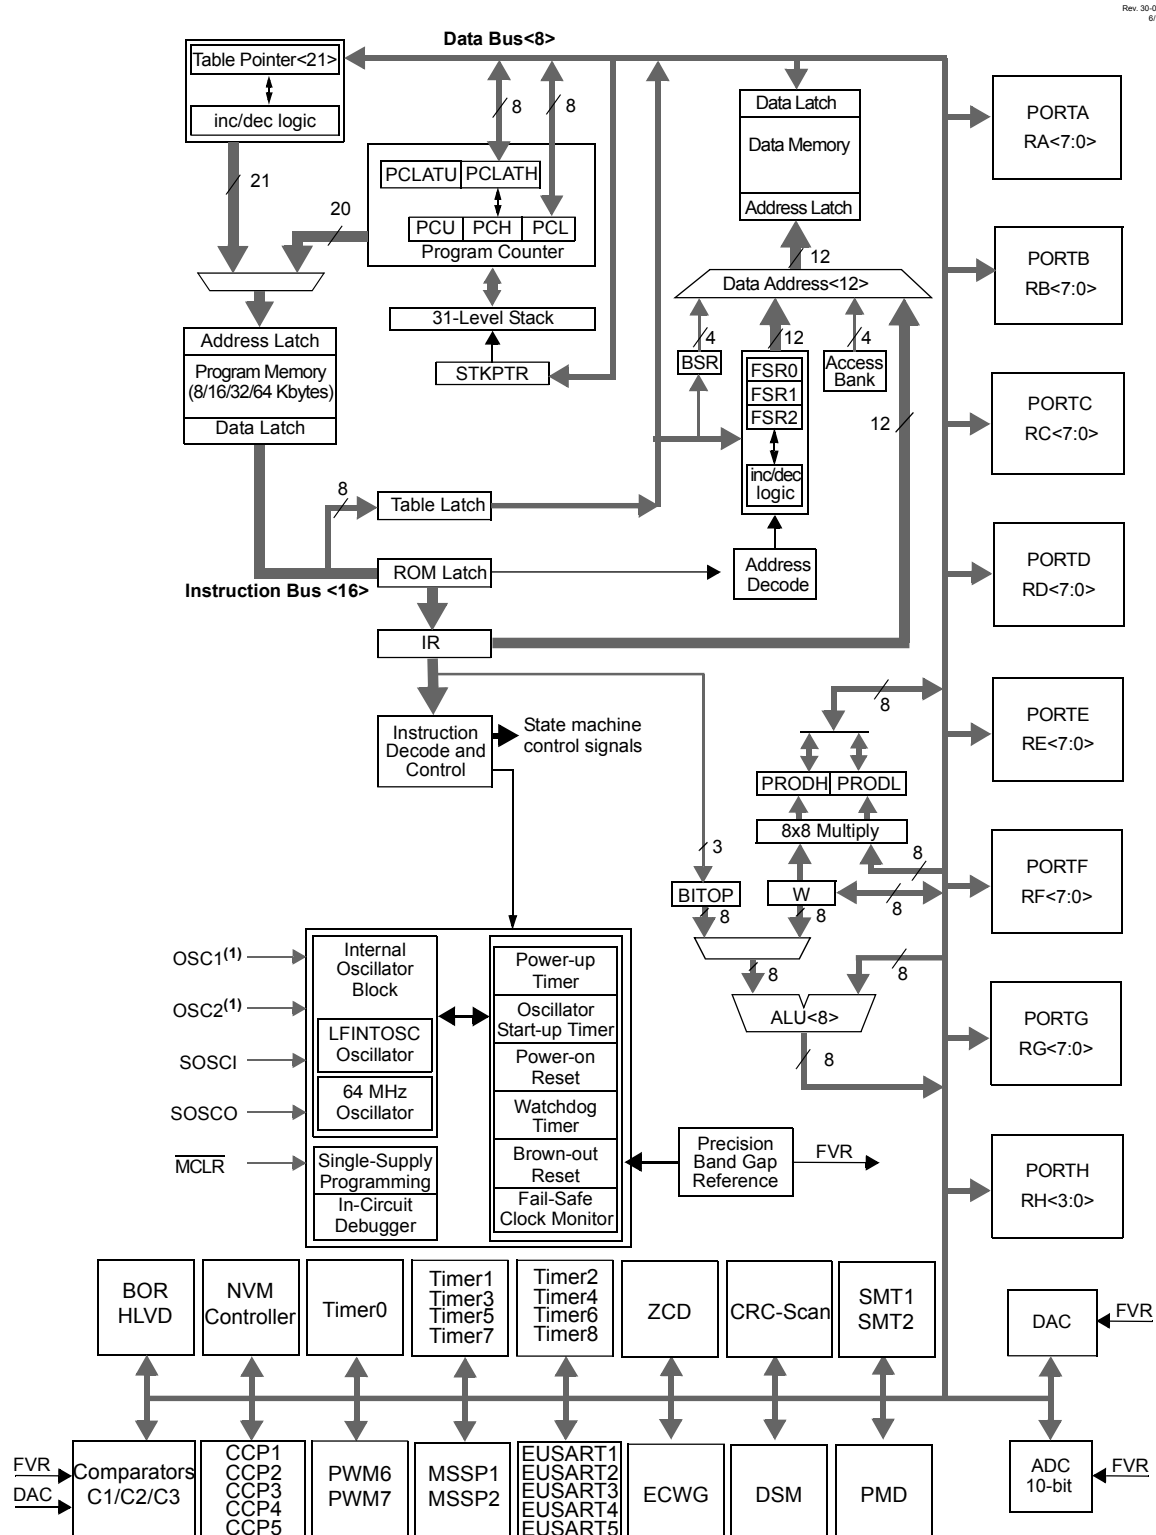 Rev. 30-0
6/
Data Bus<8>
Table Pointer<21>
inc/dec logic
21
20
8
8
PCLATU PCLATH
PCU PCH PCL
Program Counter
31-Level Stack
STKPTR
Address Latch
Program Memory
(8/16/32/64 Kbytes)
Data Latch
Instruction Bus <16>
8
Table Latch
ROM Latch
IR
Instruction
Decode and
Control
State machine
control signals
Data Latch
Data Memory
Address Latch
12
Data Address<12>
4
12
4
BSR
FSR0
FSR1
FSR2
inc/dec
logic
Access
Bank
12
Address
Decode
8
PRODH PRODL
8x8 Multiply
3
8
BITOP
W
8
8
8
8
8
ALU<8>
8
PORTA
RA<7:0>
PORTB
RB<7:0>
PORTC
RC<7:0>
PORTD
RD<7:0>
PORTE
RE<7:0>
PORTF
RF<7:0>
PORTG
RG<7:0>
PORTH
RH<3:0>
OSC1(1)
OSC2(1)
SOSCI
SOSCO
MCLR
Internal
Oscillator
Block
LFINTOSC
Oscillator
64 MHz
Oscillator
Single-Supply
Programming
In-Circuit
Debugger
Power-up
Timer
Oscillator
Start-up Timer
Power-on
Reset
Watchdog
Timer
Brown-out
Reset
Fail-Safe
Clock Monitor
Precision
Band Gap
Reference
FVR
BOR
HLVD
NVM
Controller
Timer0
Timer1
Timer3
Timer5
Timer7
Timer2
Timer4
Timer6
Timer8
ZCD
CRC-Scan
SMT1
SMT2
DAC
FVR
FVR
DAC
Comparators
C1/C2/C3
CCP1
CCP2
CCP3
CCP4
CCP5
PWM6
PWM7
MSSP1
MSSP2
EUSART1
EUSART2
EUSART3
EUSART4
EUSART5
ECWG
DSM
PMD
ADC
10-bit
FVR